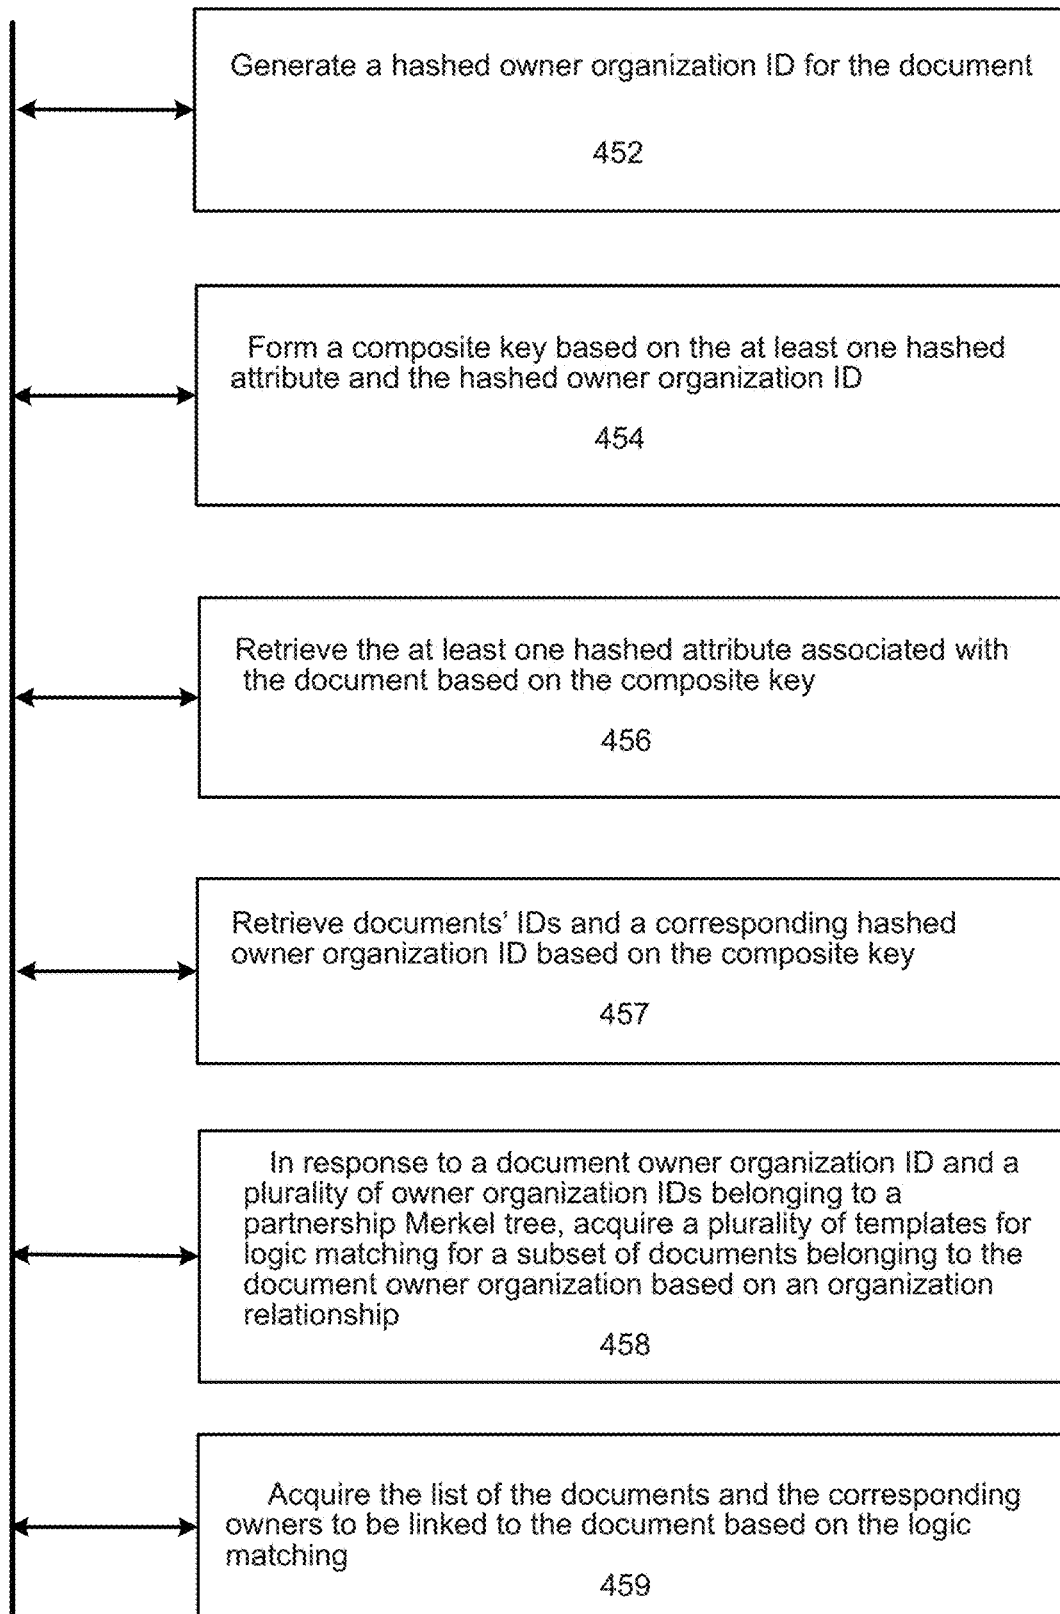 Generate a hashed owner organization ID for the document
452
Form a composite key based on the at least one hashed
attribute and the hashed owner organization ID
454
Retrieve the at least one hashed attribute associated with
the document based on the composite key
456
Retrieve documents’ IDs and a corresponding hashed
owner organization ID based on the composite key
457
In response to a document owner organization ID and a
plurality of owner organization IDs belonging to a
partnership Merkel tree, acquire a plurality of templates for
logic matching for a subset of documents belonging to the
document owner organization based on an organization
relationship
458
Acquire the list of the documents and the corresponding
owners to be linked to the document based on the logic
matching
459